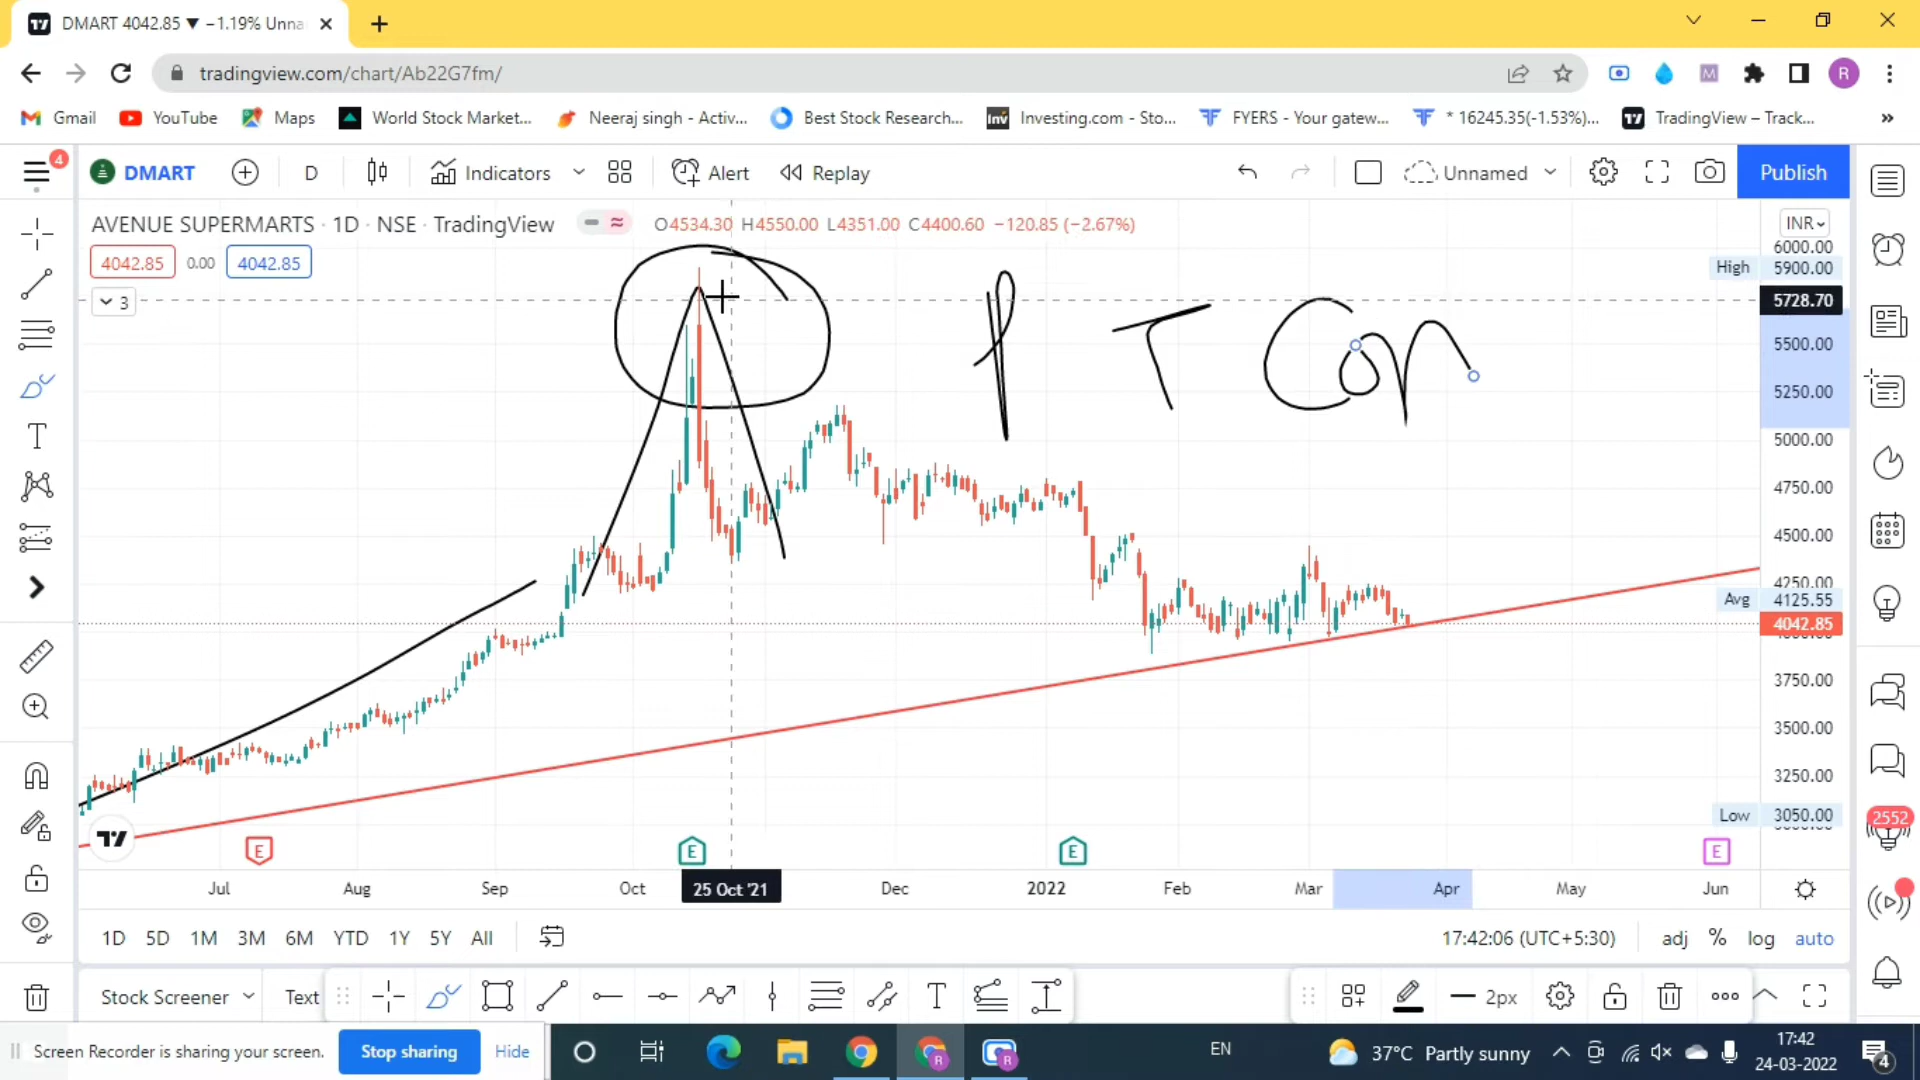 DMART 4042.85 ▼ −1.19% Unna
tradingview.com/chart/Ab22G7fm/
M R
Gmail YouTube Maps World Stock Market... Neeraj singh - Activ... Best Stock Research... Inv Investing.com - Sto... FYERS - Your gatew... * 16245.35(-1.53%)... TradingView – Track... »
4 DMART D Indicators Alert Replay Unnamed Publish
AVENUE SUPERMARTS · 1D · NSE · TradingView O4534.30 H4550.00 L4351.00 C4400.60 −120.85 (−2.67%) INR
4042.85 0.00 4042.85
3
P T Con
6000.00
High 5900.00
5728.70
5500.00
5250.00
5000.00
4750.00
4500.00
4250.00
Avg 4125.55
4042.85
3750.00
3500.00
3250.00
Low 3050.00
2552
E E E E
Jul Aug Sep Oct 25 Oct '21 Dec 2022 Feb Mar Apr May Jun
1D 5D 1M 3M 6M YTD 1Y 5Y All 17:42:06 (UTC+5:30) adj % log auto
Stock Screener Text T 2px
Screen Recorder is sharing your screen. Stop sharing Hide EN 37°C Partly sunny 17:42
24-03-2022 4